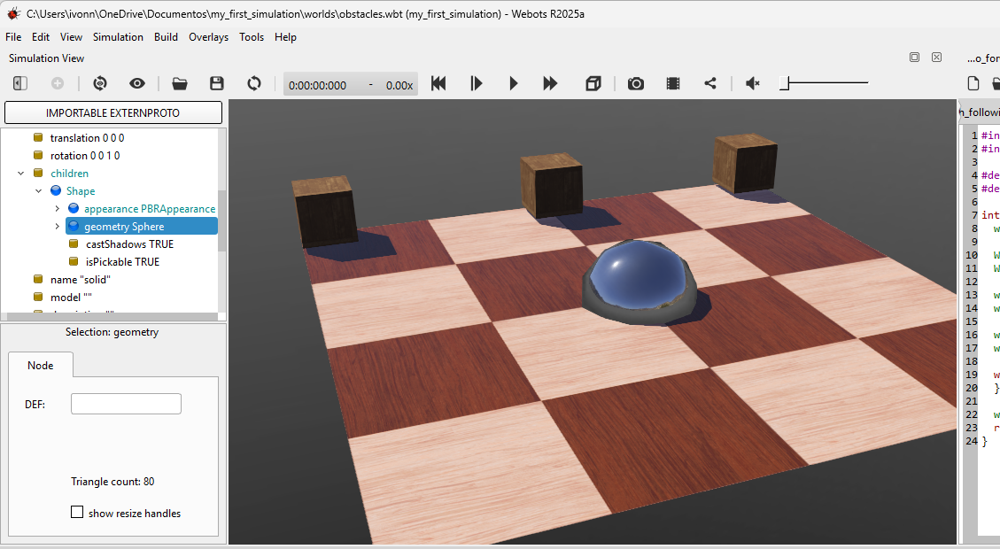 C:\Users\ivonn\OneDrive\Documentos\my_first_simulation\worlds\obstacles.wbt (my_first_simulation) - Webots R2025a
File Edit View Simulation Build Overlays Tools Help
Simulation View
...o_for
0:00:00:000 - 0.00x
IMPORTABLE EXTERNPROTO
translation 0 0 0
rotation 0 0 1 0
children
Shape
appearance PBRAppearance
geometry Sphere
castShadows TRUE
isPickable TRUE
name "solid"
model ""
Selection: geometry
Node
DEF:
Triangle count: 80
show resize handles
h_followi
1 #in
2 #in
3
4 #de
5 #de
6
7 int
8 w
9
10 W
11 W
12
13 w
14 w
15
16 w
17 w
18
19 w
20 }
21
22 w
23 r
24 }